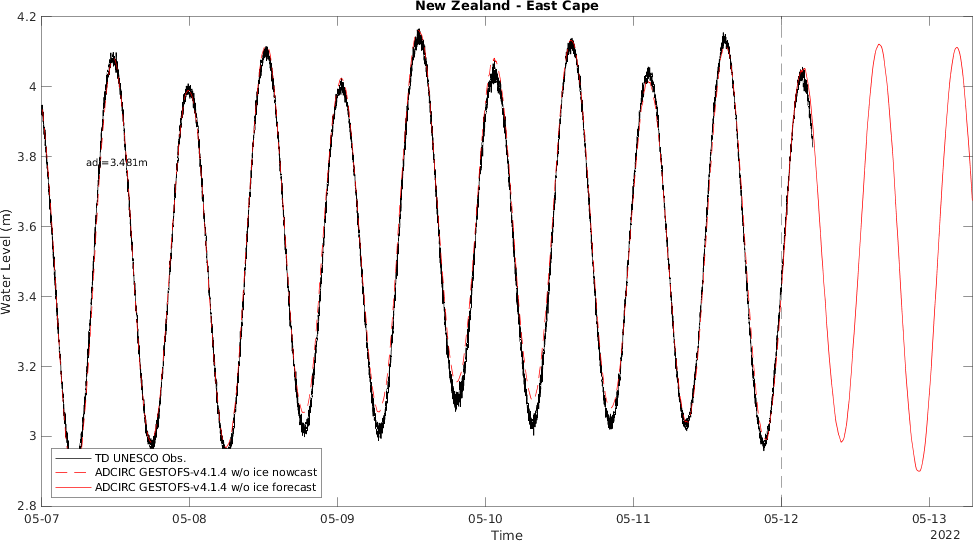 New Zealand - East Cape
4.2
4
3.8
3.6
3.4
3.2
3
2.8
Water Level (m)
adj=3.481m
TD UNESCO Obs.
ADCIRC GESTOFS-v4.1.4 w/o ice nowcast
ADCIRC GESTOFS-v4.1.4 w/o ice forecast
05-07 05-08 05-09 05-10 05-11 05-12 05-13
Time
2022